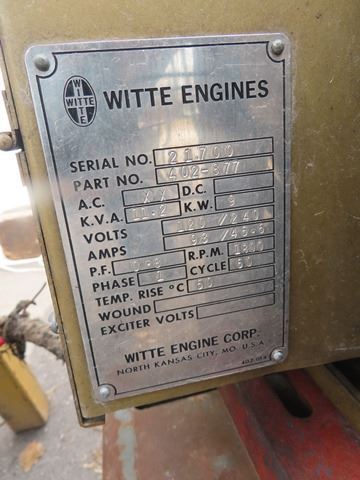 WITTE
WITTE ENGINES
SERIAL NO. 21700
PART NO. 402-877
A.C. XX D.C.
K.V.A. 11.2 K.W. 9
VOLTS 120 / 240
AMPS 93 / 46.6
P.F. 0.8 R.P.M. 1800
PHASE 1 CYCLE 60
TEMP. RISE °C 50
WOUND
EXCITER VOLTS
WITTE ENGINE CORP.
NORTH KANSAS CITY, MO. U.S.A.